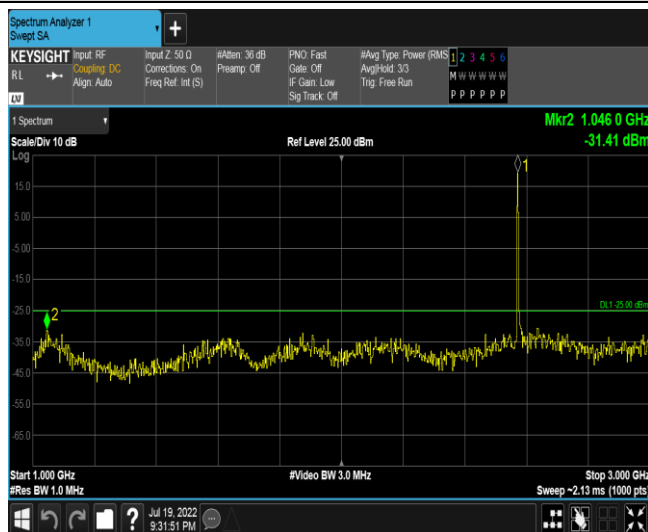 Spectrum Analyzer 1
Swept SA
KEYSIGHT
RL
LXI
Input: RF
Coupling: DC
Align: Auto
Input Z: 50 Ω
Corrections: On
Freq Ref: Int (S)
#Atten: 36 dB
Preamp: Off
PNO: Fast
Gate: Off
IF Gain: Low
Sig Track: Off
#Avg Type: Power (RMS
Avg|Hold: 3/3
Trig: Free Run
1 2 3 4 5 6
M W W W W W
P P P P P P
1 Spectrum
Scale/Div 10 dB
Ref Level 25.00 dBm
Mkr2 1.046 0 GHz
-31.41 dBm
Log
1
15.0
5.00
-5.00
-15.0
-25.0
2
DL1 -25.00 dBm
-35.0
-45.0
-55.0
-65.0
Start 1.000 GHz
#Video BW 3.0 MHz
Stop 3.000 GHz
#Res BW 1.0 MHz
Sweep ~2.13 ms (1000 pts)
?
Jul 19, 2022
9:31:51 PM